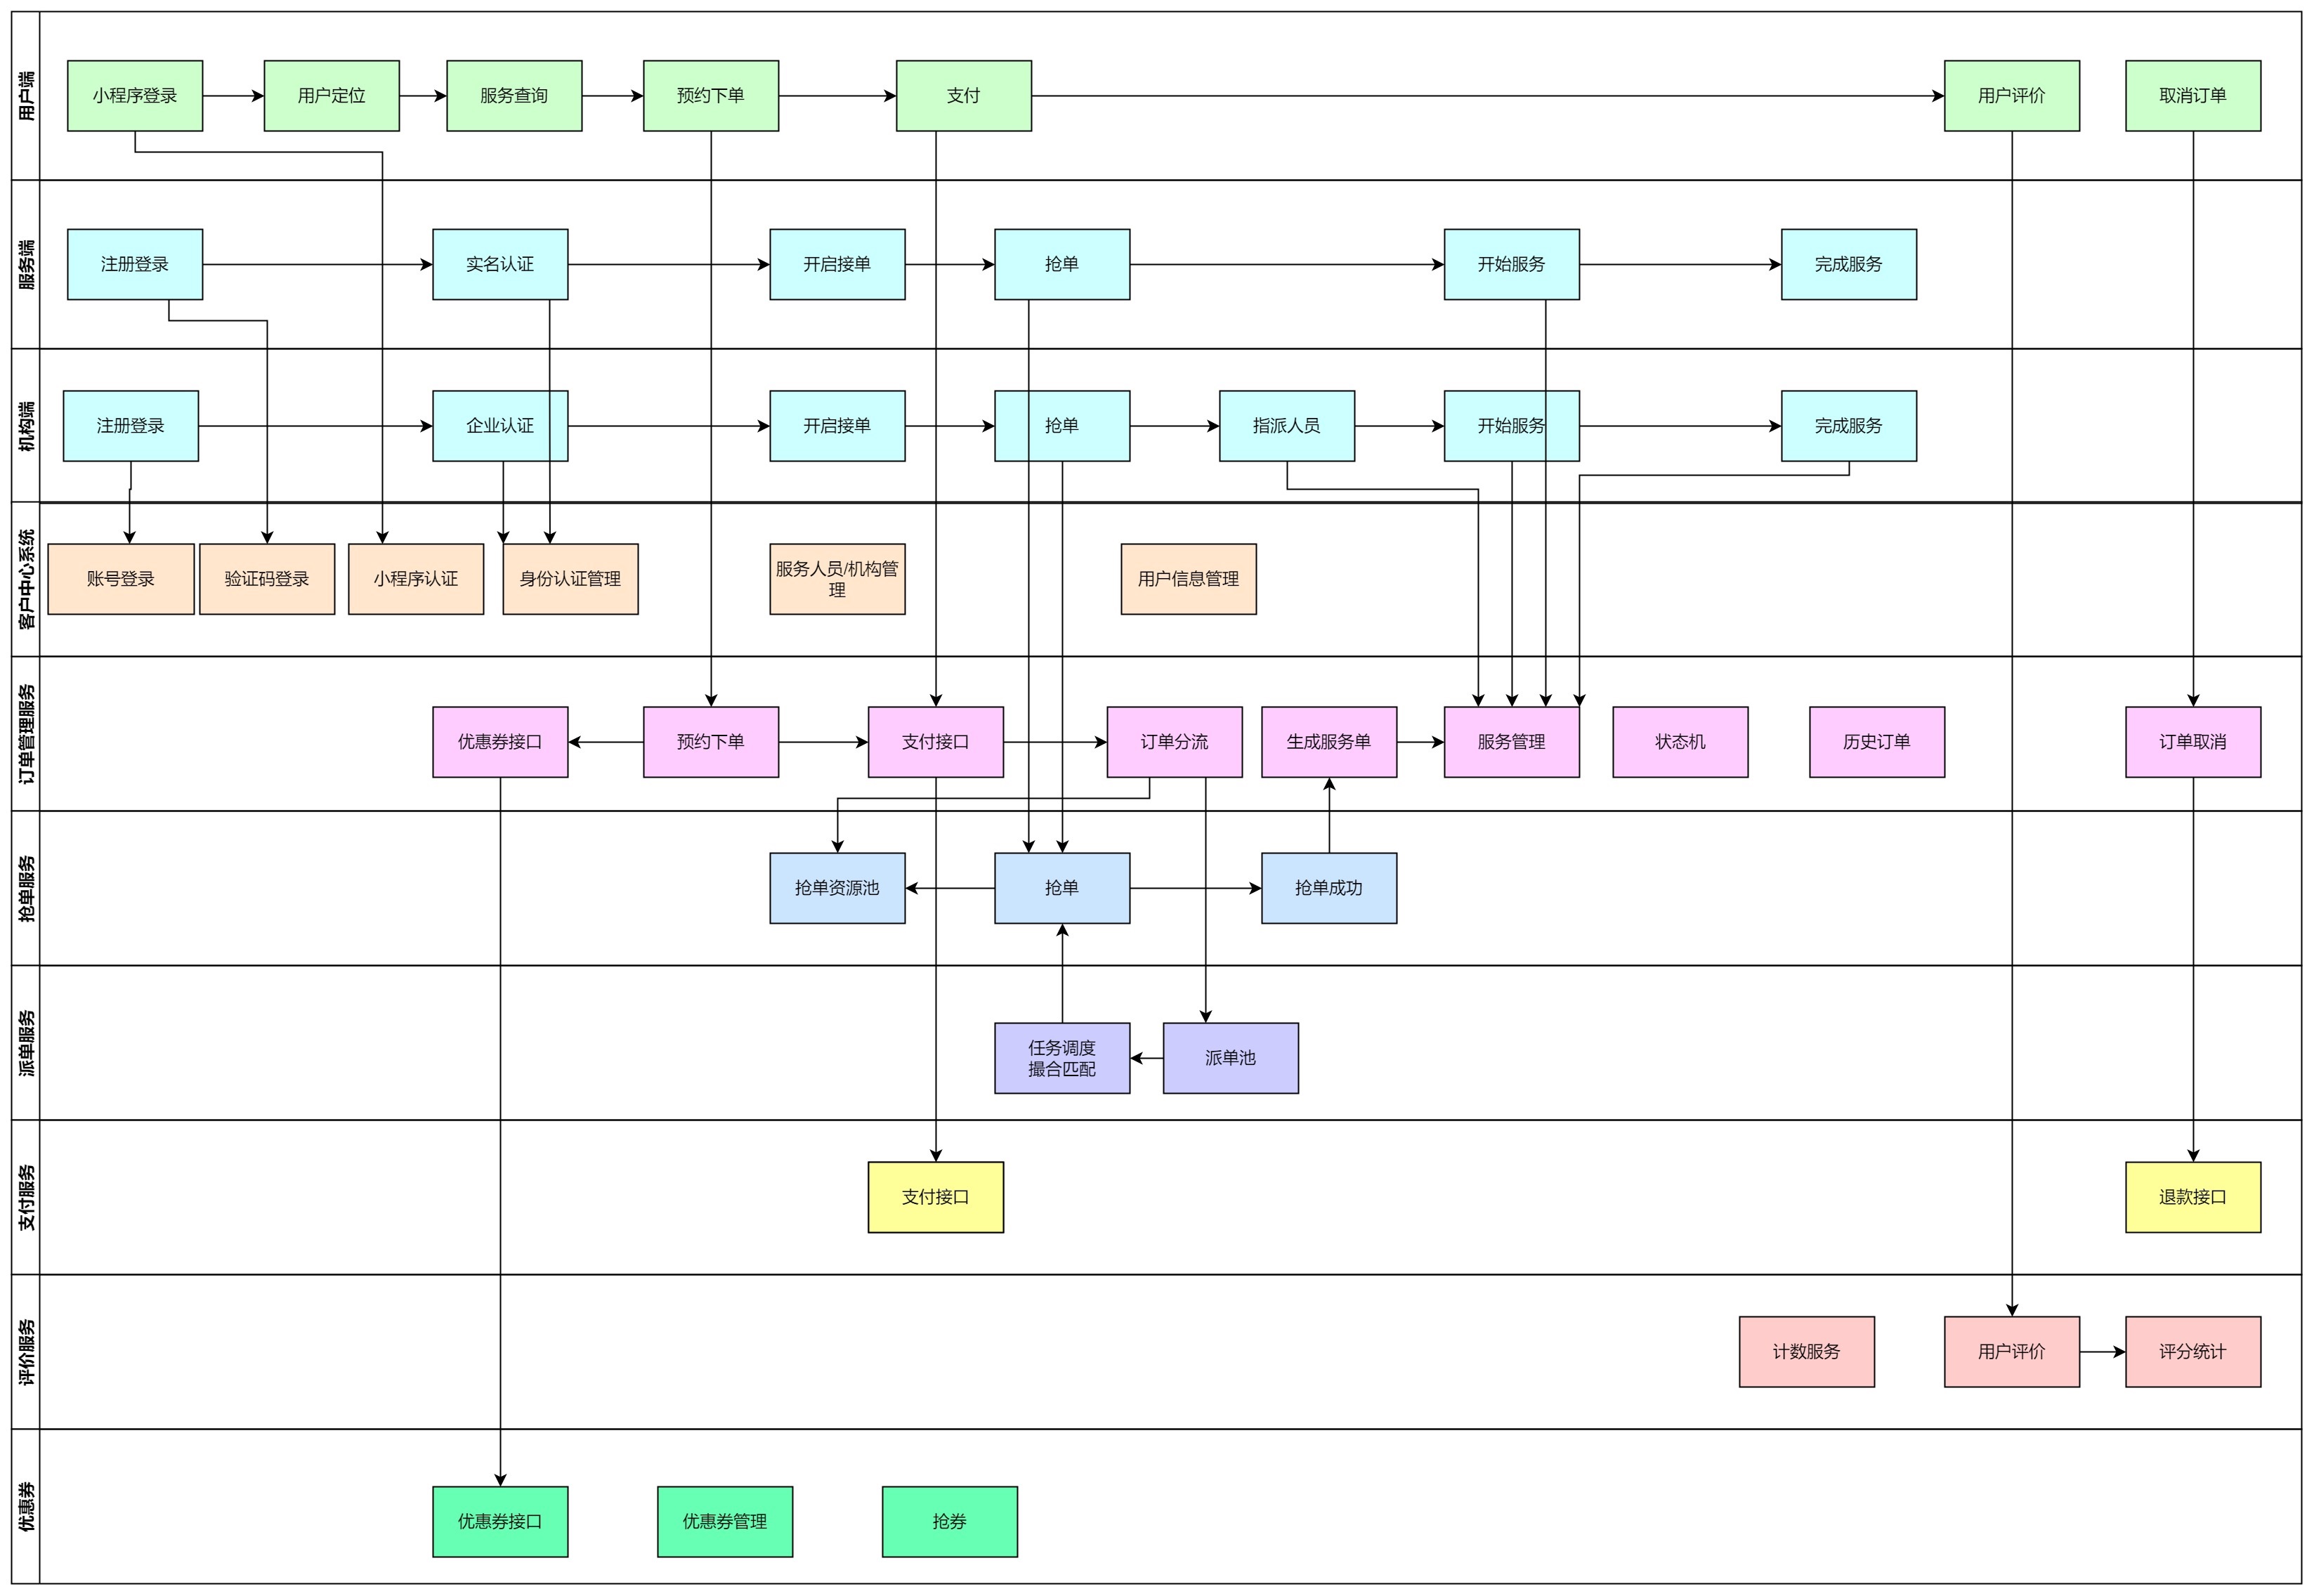 用户端
小程序登录
用户定位
服务查询
预约下单
支付
用户评价
取消订单
服务端
注册登录
实名认证
开启接单
抢单
开始服务
完成服务
机构端
注册登录
企业认证
开启接单
抢单
指派人员
开始服务
完成服务
客户中心系统
账号登录
验证码登录
小程序认证
身份认证管理
服务人员/机构管
理
用户信息管理
订单管理服务
优惠券接口
预约下单
支付接口
订单分流
生成服务单
服务管理
状态机
历史订单
订单取消
抢单服务
抢单资源池
抢单
抢单成功
派单服务
任务调度
撮合匹配
派单池
支付服务
支付接口
退款接口
评价服务
计数服务
用户评价
评分统计
优惠券
优惠券接口
优惠券管理
抢券